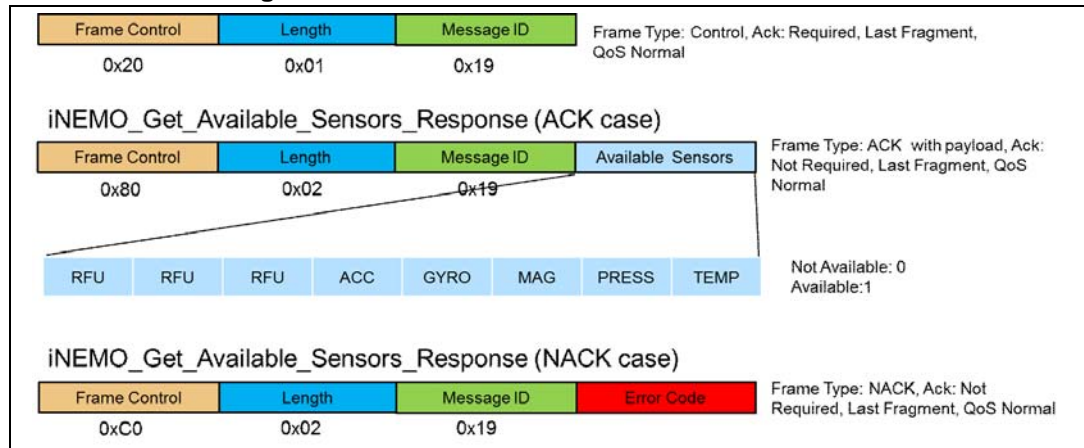 Frame Control Length Message ID
0x20 0x01 0x19
Frame Type: Control, Ack: Required, Last Fragment,
QoS Normal
iNEMO_Get_Available_Sensors_Response (ACK case)
Frame Control Length Message ID Available Sensors
0x80 0x02 0x19
Frame Type: ACK with payload, Ack:
Not Required, Last Fragment, QoS
Normal
RFU RFU RFU ACC GYRO MAG PRESS TEMP
Not Available: 0
Available:1
iNEMO_Get_Available_Sensors_Response (NACK case)
Frame Control Length Message ID Error Code
0xC0 0x02 0x19
Frame Type: NACK, Ack: Not
Required, Last Fragment, QoS Normal